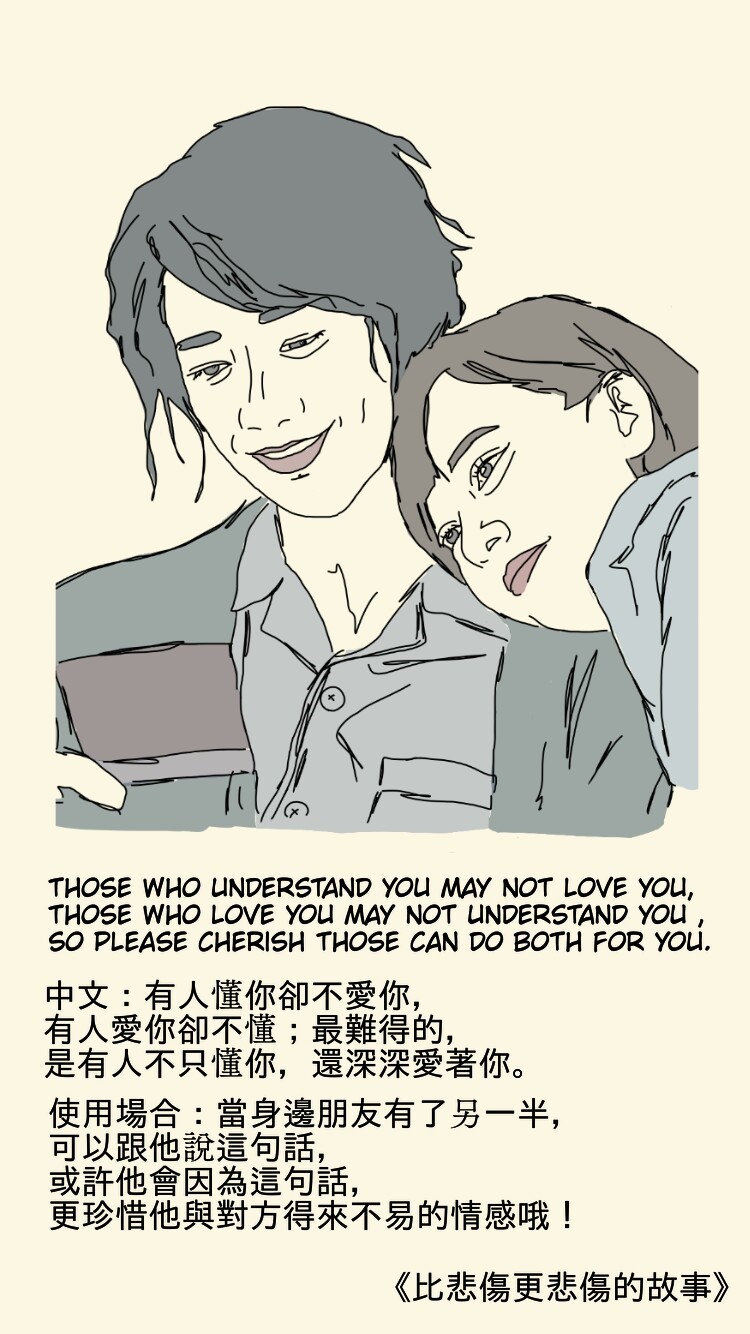 THOSE WHO UNDERSTAND YOU MAY NOT LOVE YOU,
THOSE WHO LOVE YOU MAY NOT UNDERSTAND YOU ,
SO PLEASE CHERISH THOSE CAN DO BOTH FOR YOU.
中文：有人懂你卻不愛你，
有人愛你卻不懂；最難得的，
是有人不只懂你，還深深愛著你。
使用場合：當身邊朋友有了另一半，
可以跟他說這句話，
或許他會因為這句話，
更珍惜他與對方得來不易的情感哦！
《比悲傷更悲傷的故事》